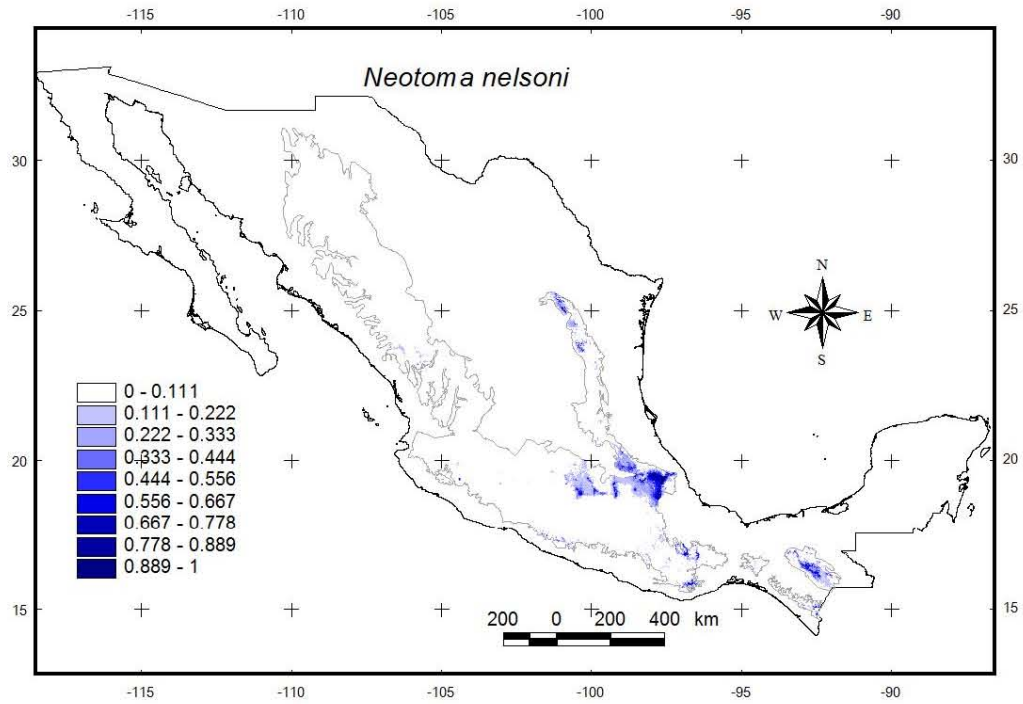 -115 -110 -105 -100 -95 -90
Neotoma nelsoni
30 30
N
25 W E 25
S
0 - 0.111
0.111 - 0.222
0.222 - 0.333
0.333 - 0.444
0.444 - 0.556
0.556 - 0.667
0.667 - 0.778
0.778 - 0.889
0.889 - 1
20 20
15 15
200 0 200 400 km
-115 -110 -105 -100 -95 -90